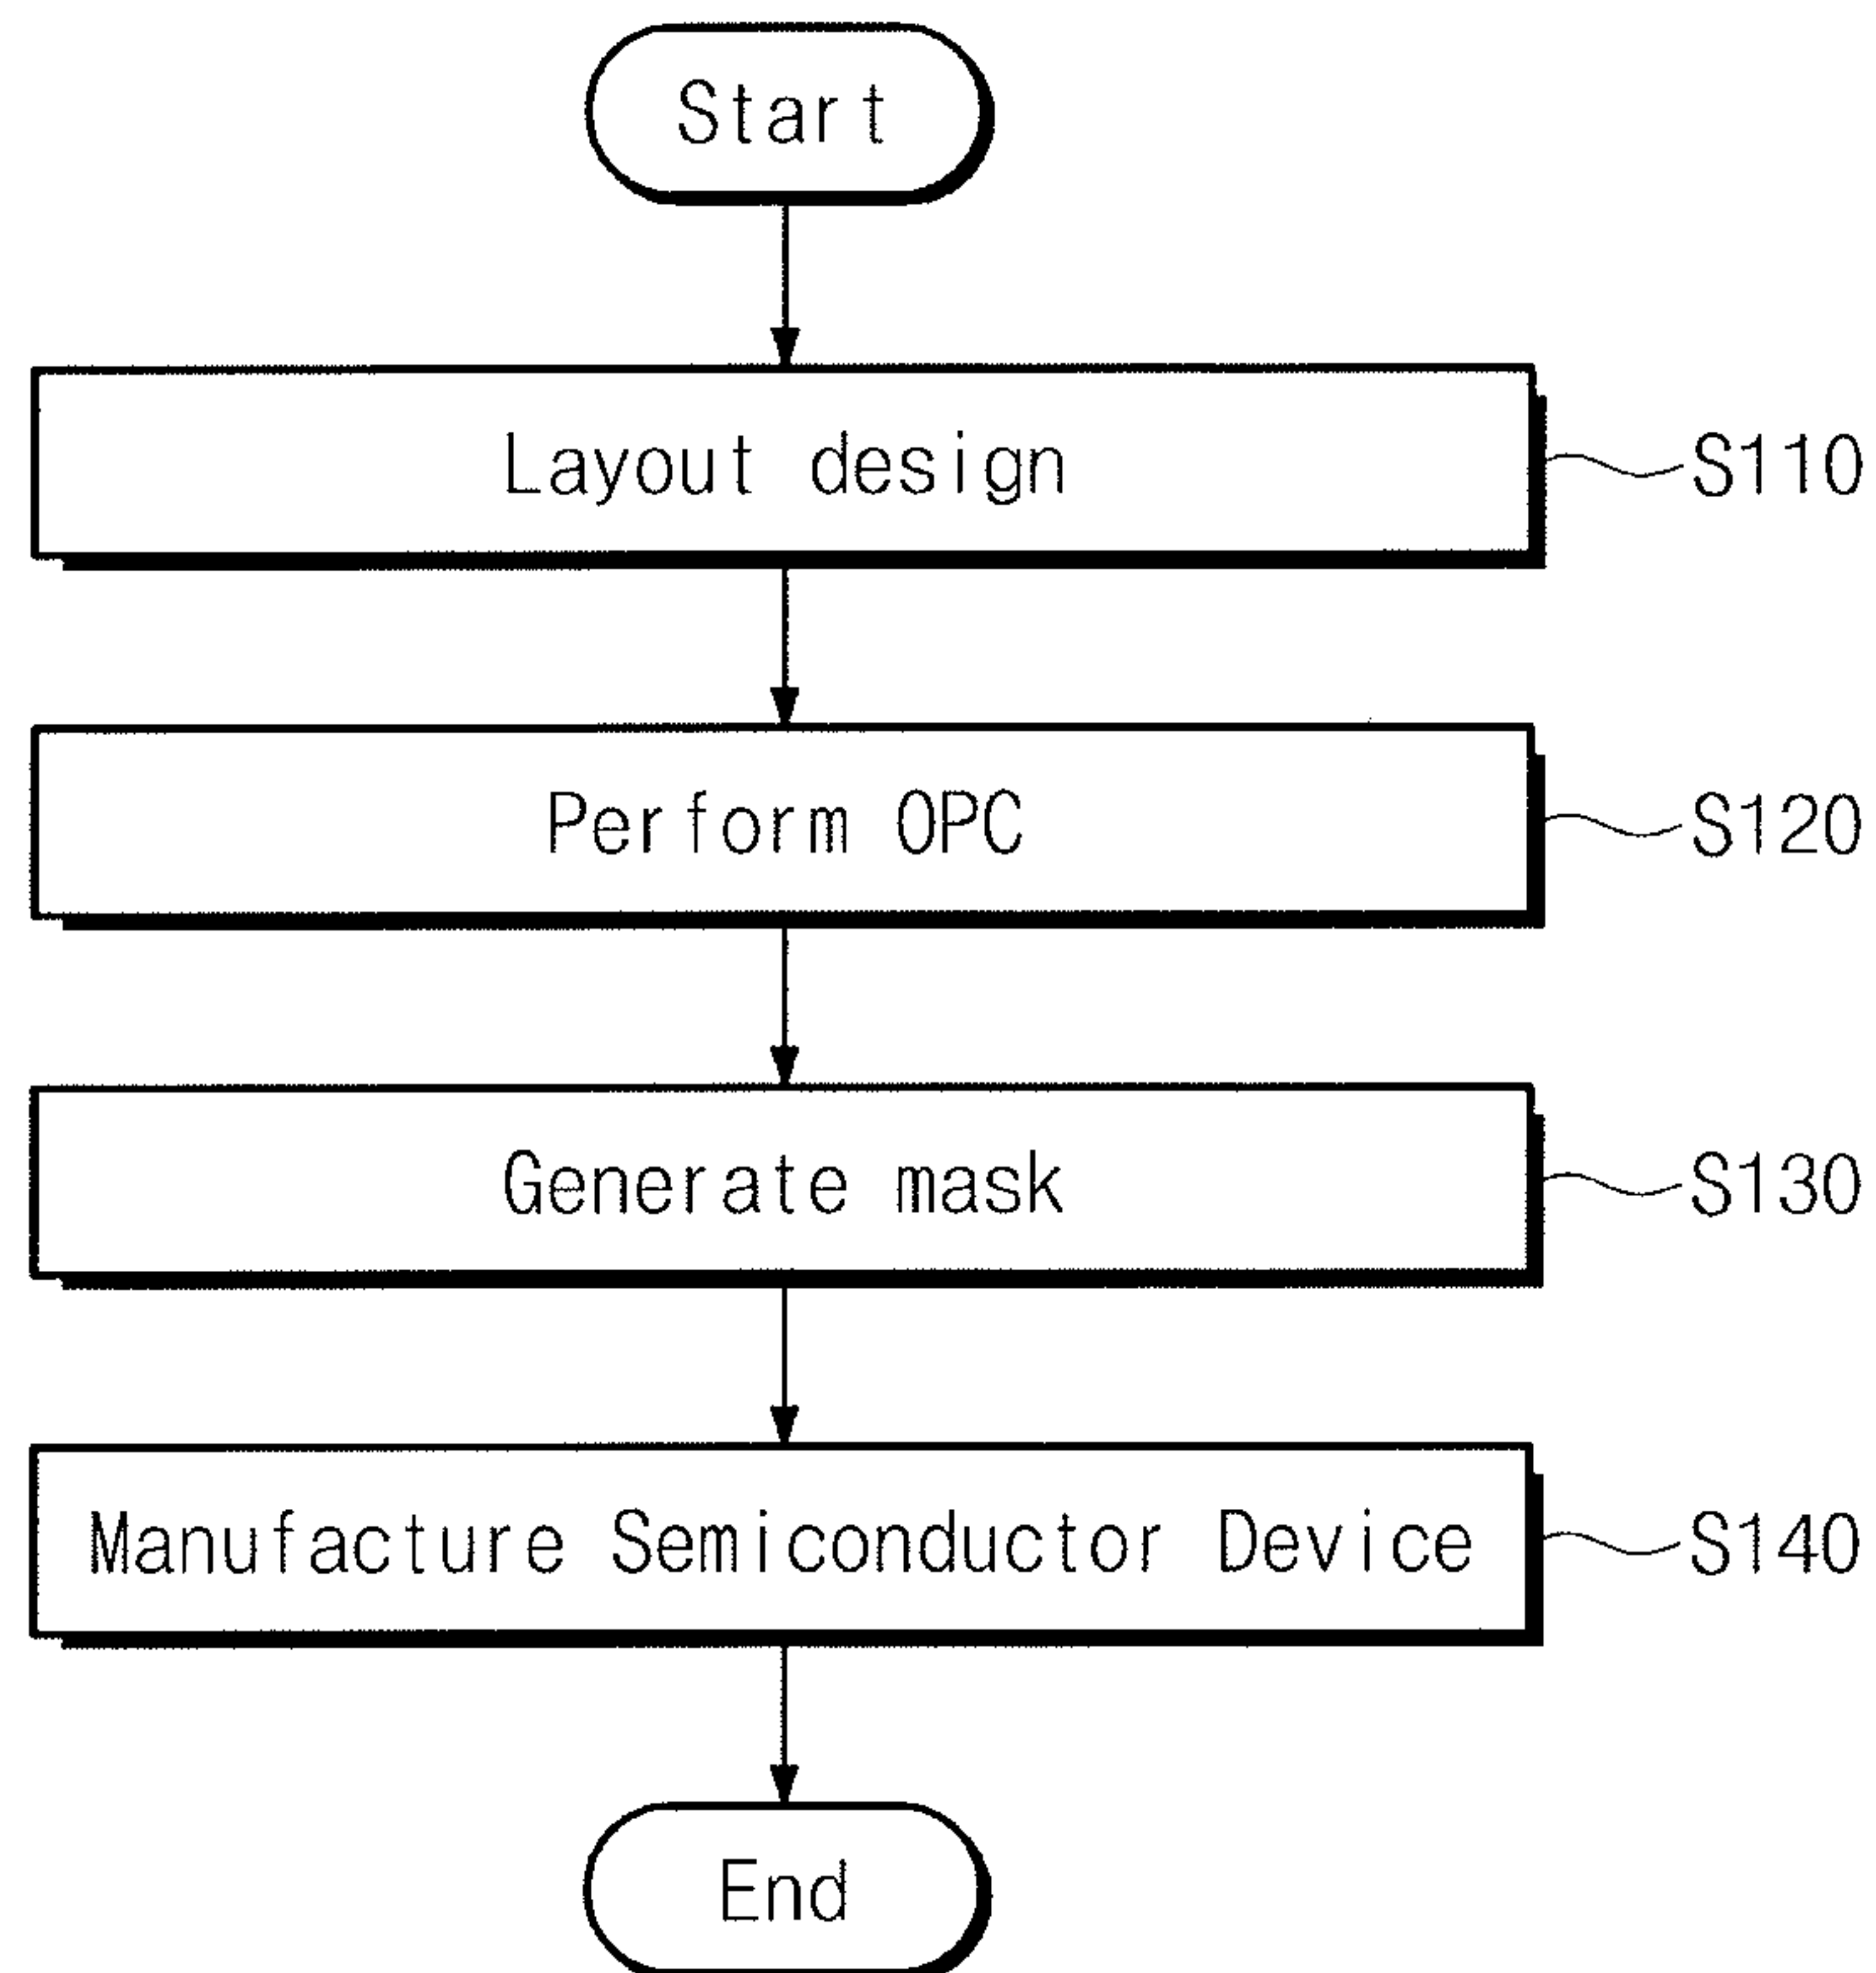 Start
Layout design
S110
Perform OPC
S120
Generate mask
S130
Manufacture Semiconductor Device
S140
End